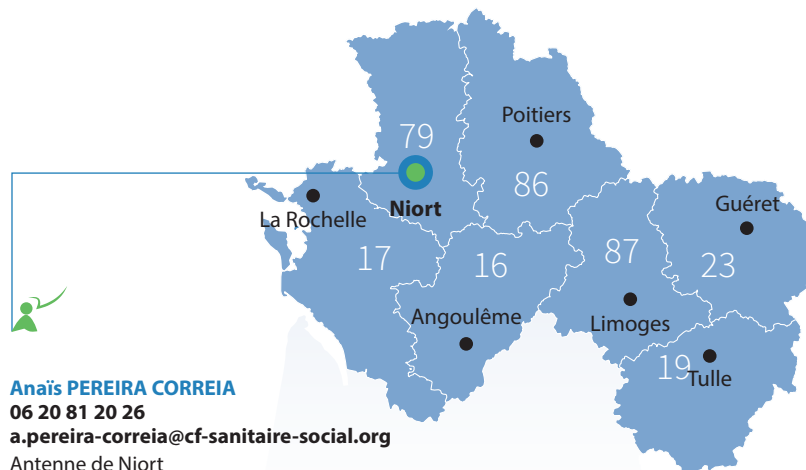 Poitiers
79
86
Guéret
La Rochelle
Niort
17
16
87
23
Angoulême
Limoges
19
Tulle
Anaïs PEREIRA CORREIA
06 20 81 20 26
a.pereira-correia@cf-sanitaire-social.org
Antenne de Niort